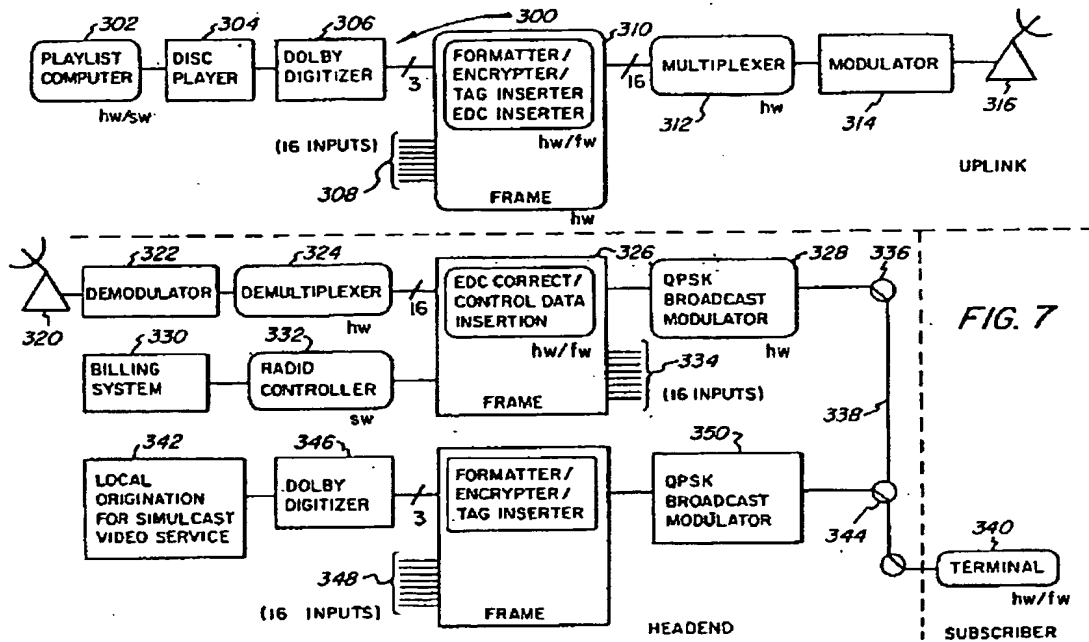 302
304
306
300
310
PLAYLIST
COMPUTER
hw/sw
DISC
PLAYER
DOLBY
DIGITIZER
3
FORMATTER/
ENCRYPTER/
TAG INSERTER
EDC INSERTER
hw/fw
(16 INPUTS)
308
FRAME
hw
16
MULTIPLEXER
312
hw
MODULATOR
314
316
UPLINK
320
322
DEMODULATOR
324
DEMULTIPLEXER
hw
16
326
EDC CORRECT/
CONTROL DATA
INSERTION
hw/fw
FRAME
328
QPSK
BROADCAST
MODULATOR
hw
336
FIG. 7
330
BILLING
SYSTEM
332
RADIO
CONTROLLER
sw
334
(16 INPUTS)
338
342
LOCAL
ORIGINATION
FOR SIMULCAST
VIDEO SERVICE
346
DOLBY
DIGITIZER
3
FORMATTER/
ENCRYPTER/
TAG INSERTER
348
(16 INPUTS)
FRAME
350
QPSK
BROADCAST
MODULATOR
344
340
TERMINAL
hw/fw
HEADEND
SUBSCRIBER